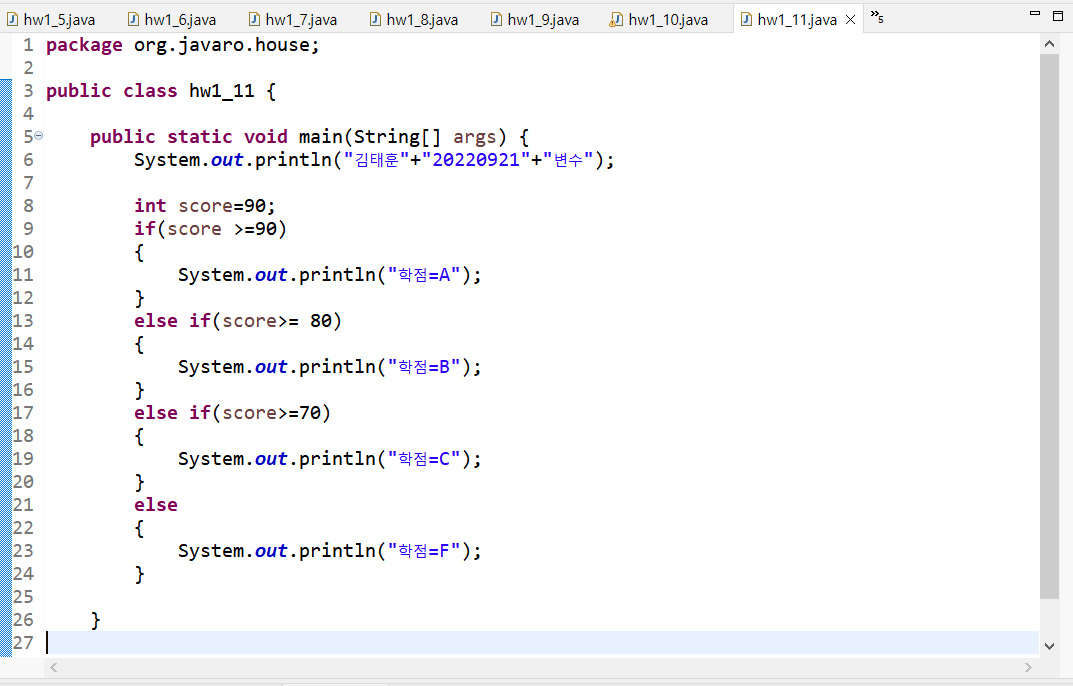 hw1_5.java hw1_6.java hw1_7.java hw1_8.java hw1_9.java hw1_10.java hw1_11.java »5
1 package org.javaro.house;
2
3 public class hw1_11 {
4
5 public static void main(String[] args) {
6 System.out.println("김태훈"+"20220921"+"변수");
7
8 int score=90;
9 if(score >=90)
10 {
11 System.out.println("학점=A");
12 }
13 else if(score>= 80)
14 {
15 System.out.println("학점=B");
16 }
17 else if(score>=70)
18 {
19 System.out.println("학점=C");
20 }
21 else
22 {
23 System.out.println("학점=F");
24 }
25
26 }
27